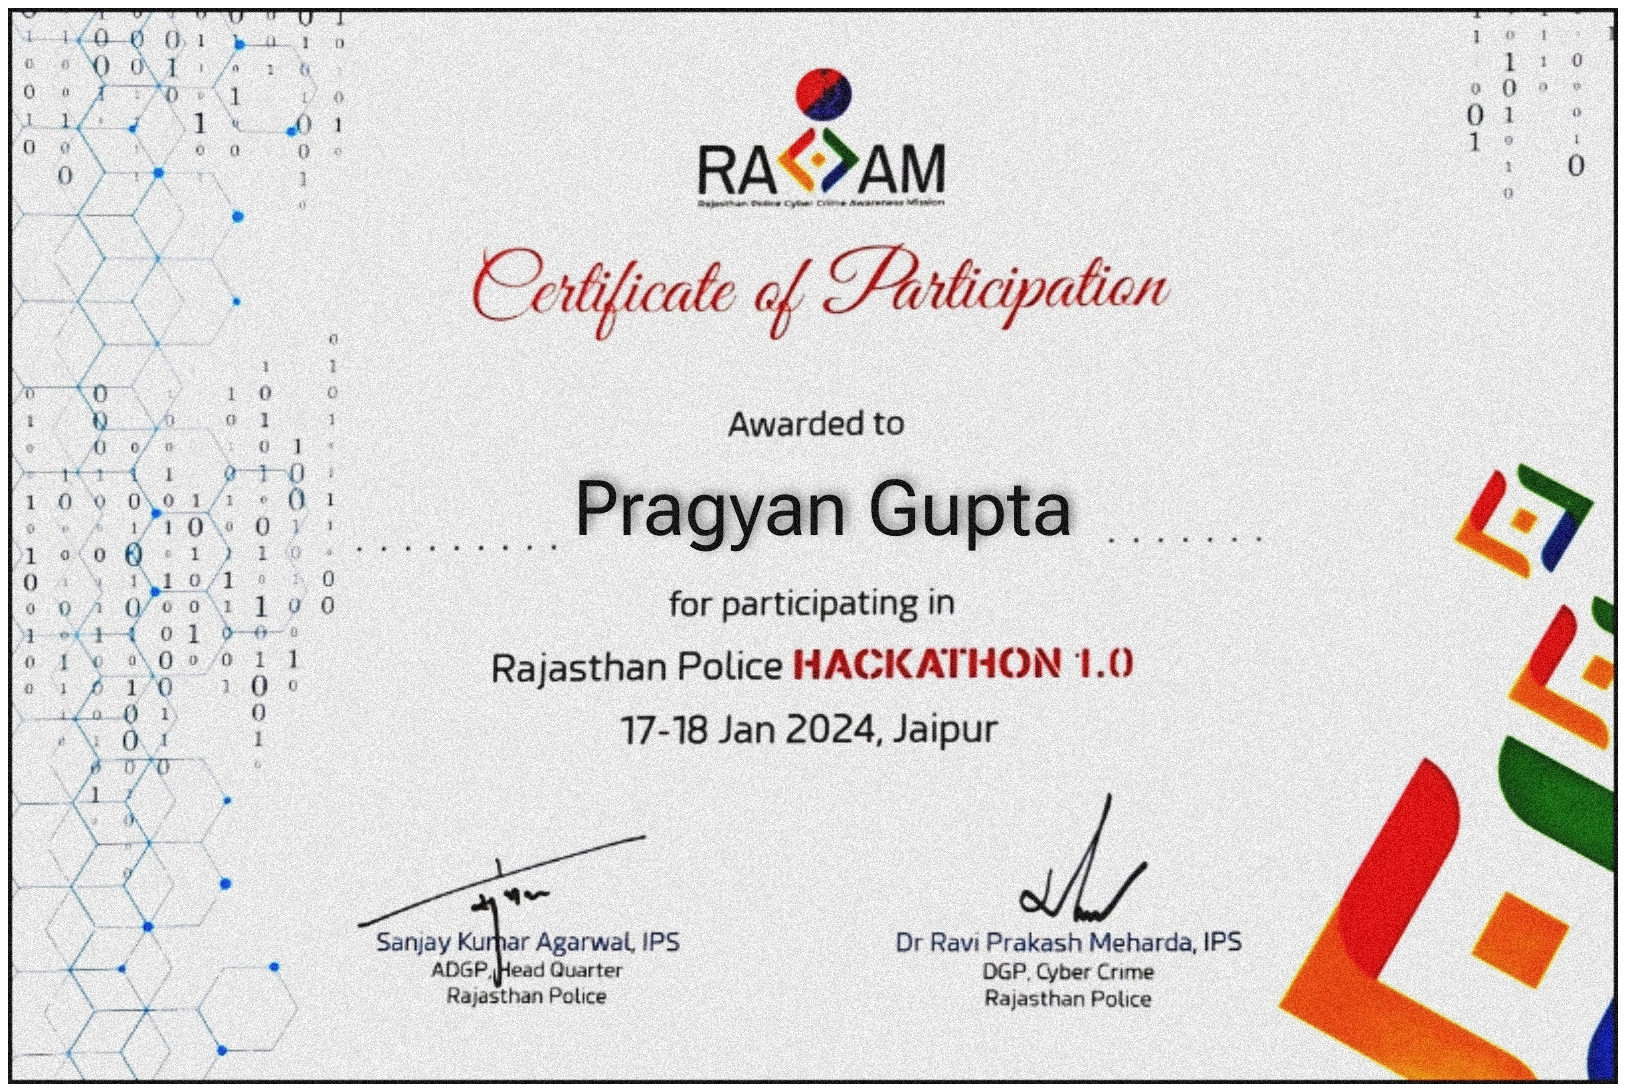 RA AM
Rajasthan Police Cyber Crime Awareness Mission
Certificate of Participation
Awarded to
Pragyan Gupta
for participating in
Rajasthan Police HACKATHON 1.0
17-18 Jan 2024, Jaipur
Sanjay Kumar Agarwal, IPS
ADGP, Head Quarter
Rajasthan Police
Dr Ravi Prakash Meharda, IPS
DGP, Cyber Crime
Rajasthan Police